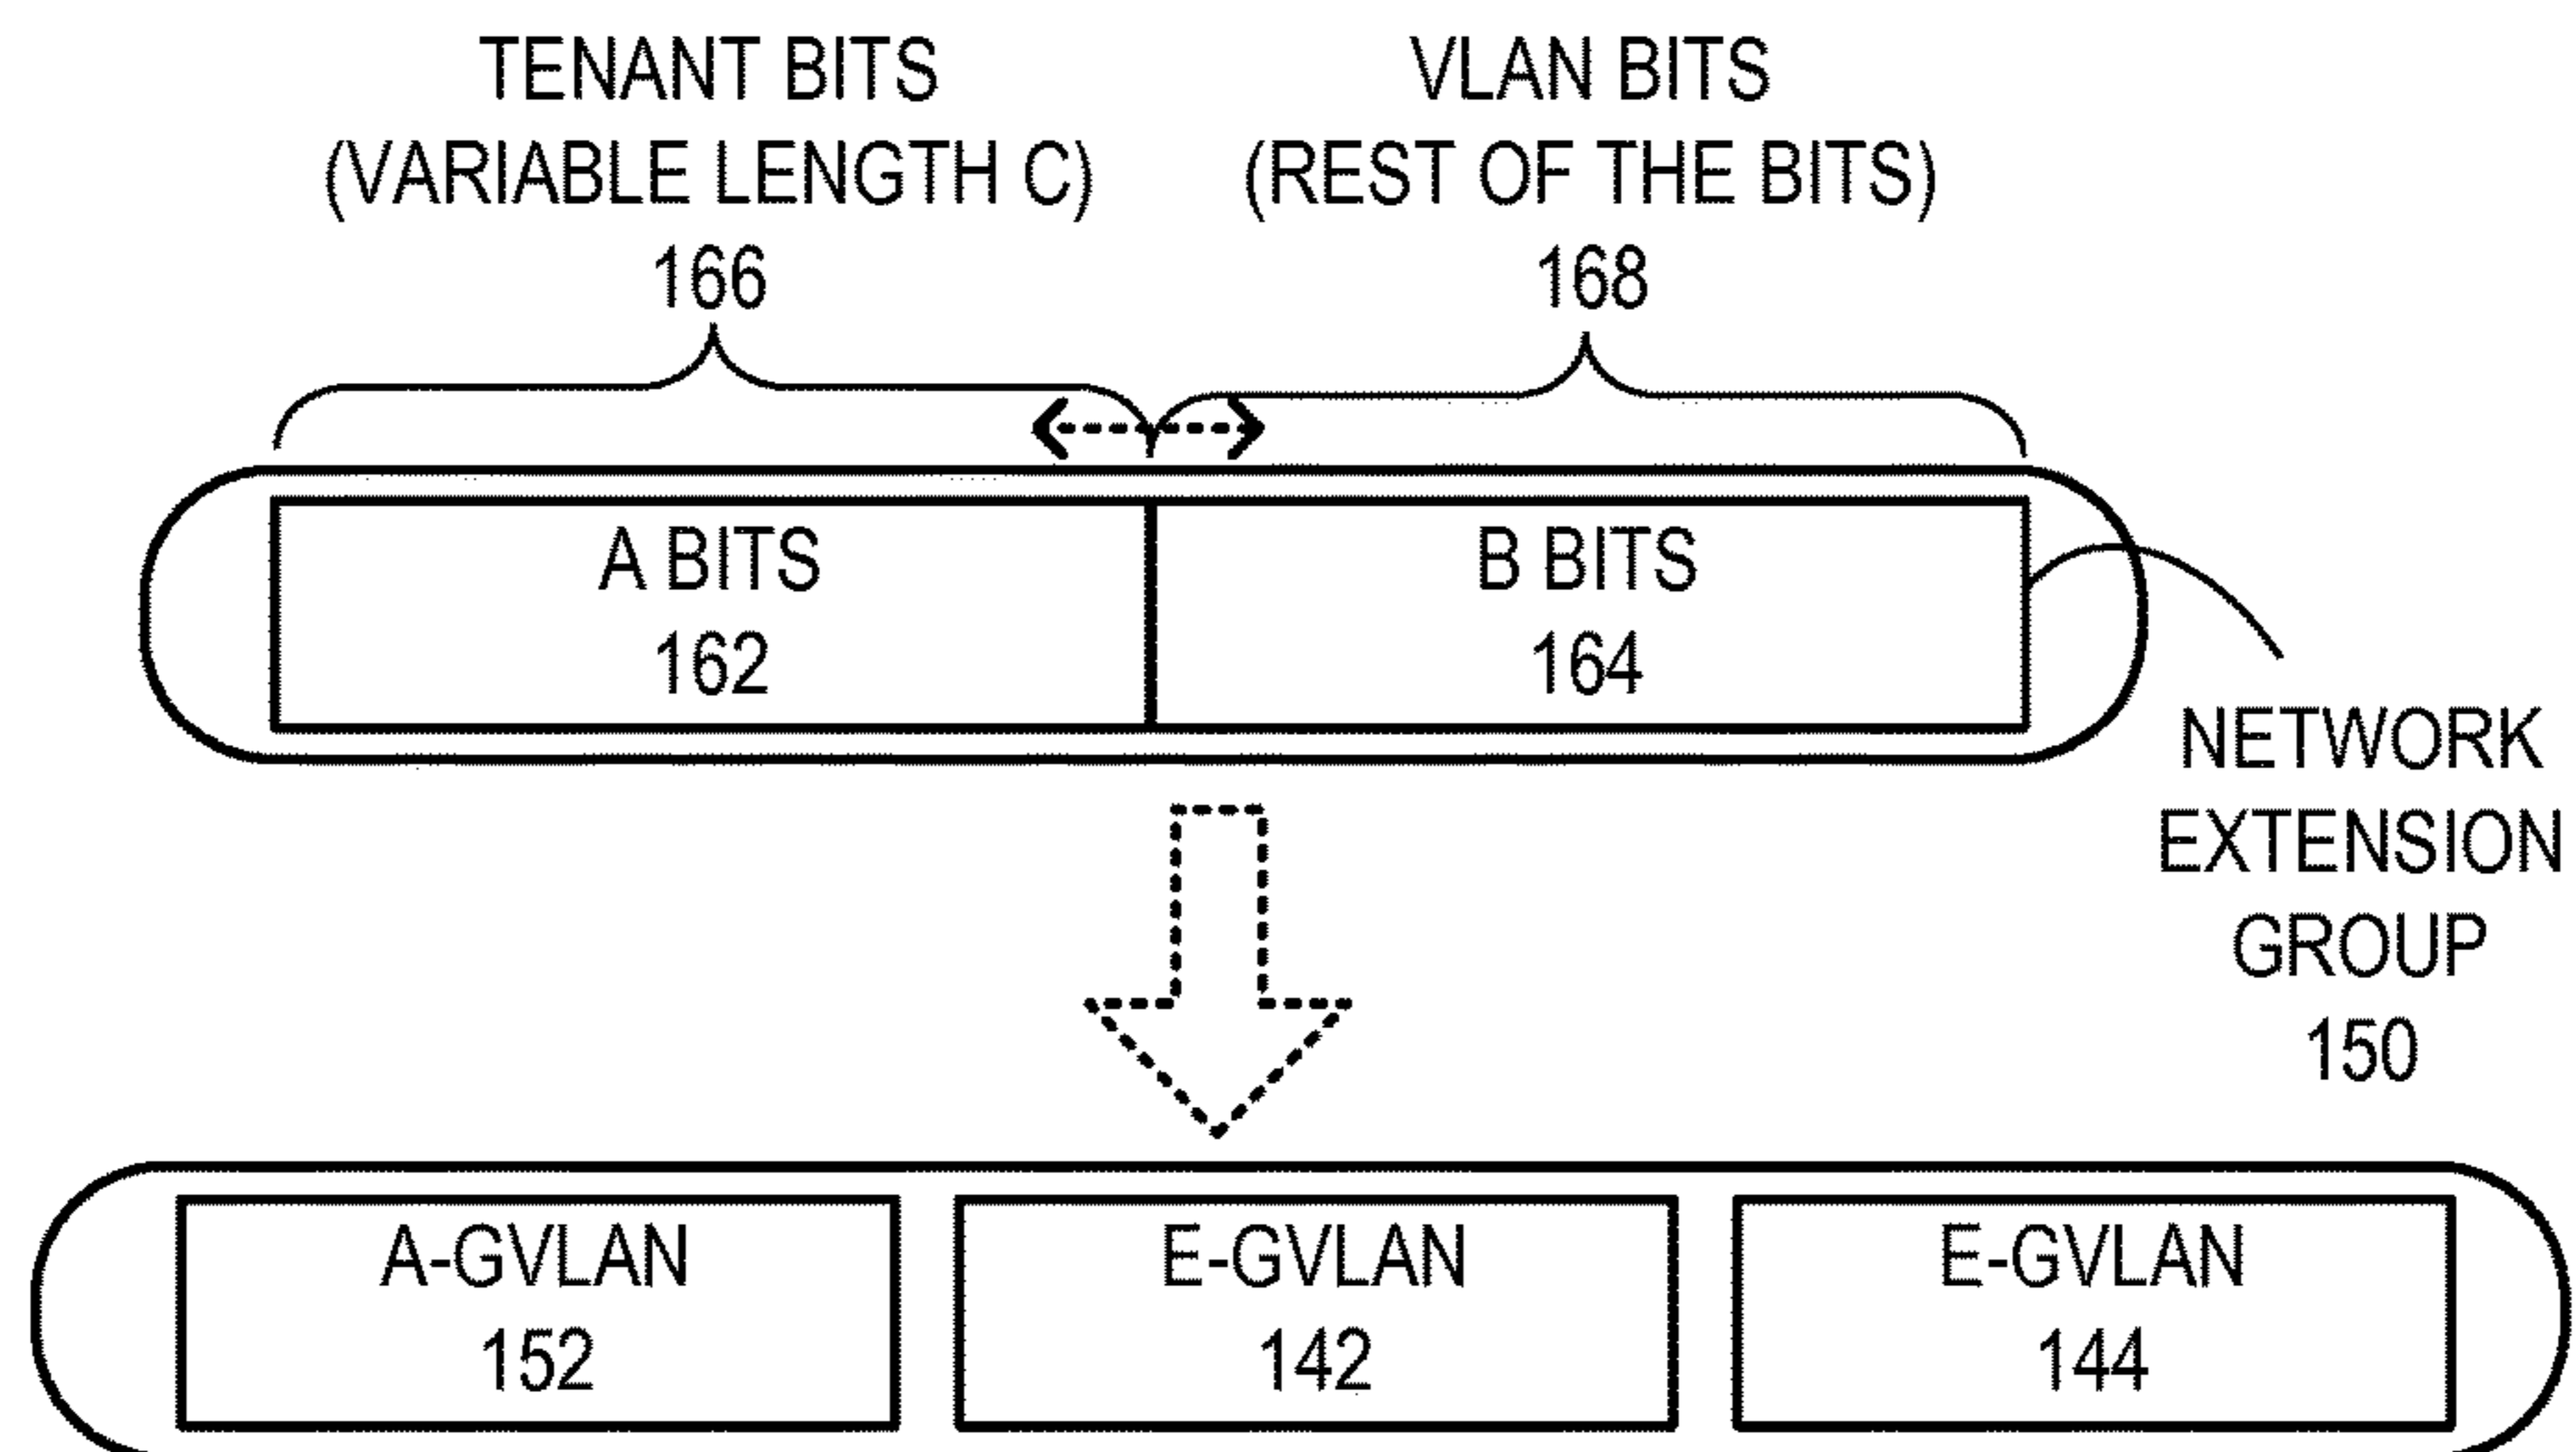 TENANT BITS
(VARIABLE LENGTH C)
166
VLAN BITS
(REST OF THE BITS)
168
A BITS
162
B BITS
164
NETWORK
EXTENSION
GROUP
150
A-GVLAN
152
E-GVLAN
142
E-GVLAN
144